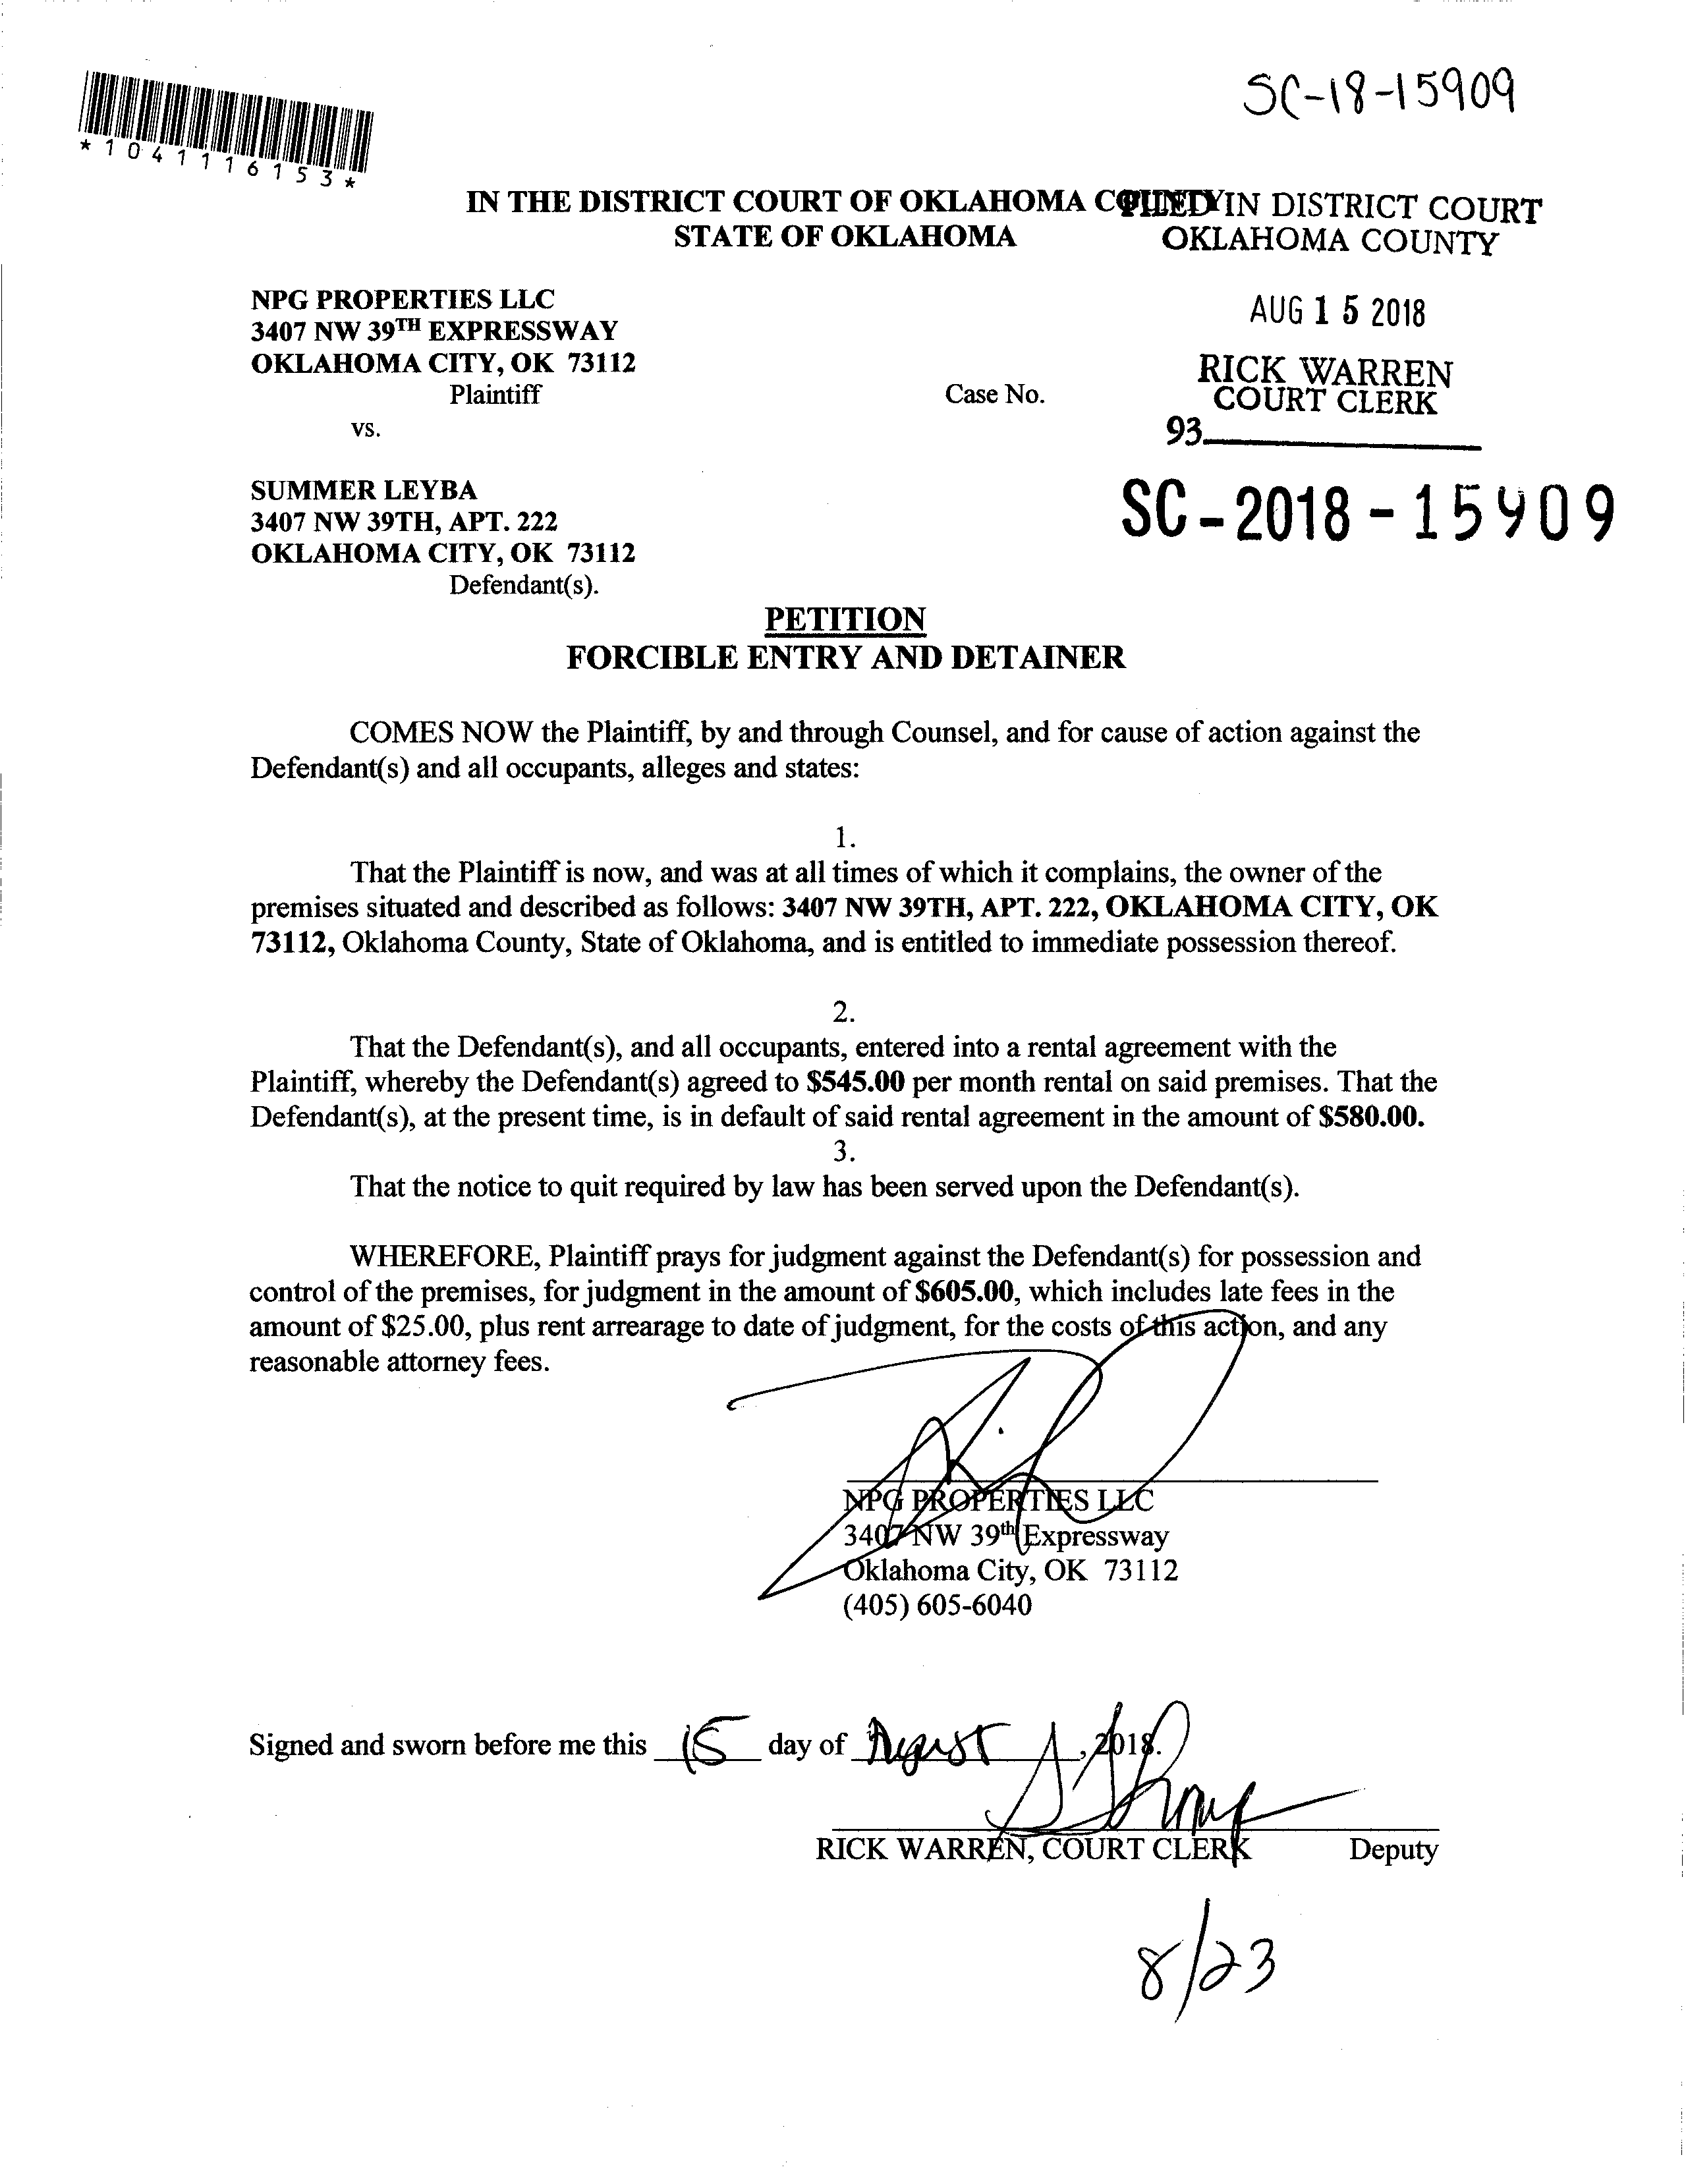 SC-18-15909
*1041116153*
IN THE DISTRICT COURT OF OKLAHOMA COUNTY
STATE OF OKLAHOMA
FILED IN DISTRICT COURT
OKLAHOMA COUNTY
AUG 15 2018
RICK WARREN
COURT CLERK
93
NPG PROPERTIES LLC
3407 NW 39TH EXPRESSWAY
OKLAHOMA CITY, OK 73112
Plaintiff
Case No.
vs.
SC-2018-15909
SUMMER LEYBA
3407 NW 39TH, APT. 222
OKLAHOMA CITY, OK 73112
Defendant(s).
PETITION
FORCIBLE ENTRY AND DETAINER
COMES NOW the Plaintiff, by and through Counsel, and for cause of action against the
Defendant(s) and all occupants, alleges and states:
1.
That the Plaintiff is now, and was at all times of which it complains, the owner of the
premises situated and described as follows: 3407 NW 39TH, APT. 222, OKLAHOMA CITY, OK
73112, Oklahoma County, State of Oklahoma, and is entitled to immediate possession thereof.
2.
That the Defendant(s), and all occupants, entered into a rental agreement with the
Plaintiff, whereby the Defendant(s) agreed to $545.00 per month rental on said premises. That the
Defendant(s), at the present time, is in default of said rental agreement in the amount of $580.00.
3.
That the notice to quit required by law has been served upon the Defendant(s).
WHEREFORE, Plaintiff prays for judgment against the Defendant(s) for possession and
control of the premises, for judgment in the amount of $605.00, which includes late fees in the
amount of $25.00, plus rent arrearage to date of judgment, for the costs of this action, and any
reasonable attorney fees.
NPG PROPERTIES LLC
3407 NW 39th Expressway
Oklahoma City, OK 73112
(405) 605-6040
Signed and sworn before me this 15 day of August, 2018.
RICK WARREN, COURT CLERK Deputy
8/23